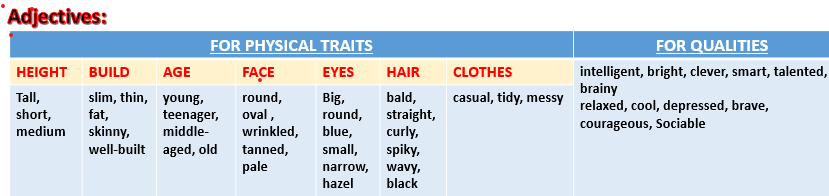 Adjectives:
FOR PHYSICAL TRAITS FOR QUALITIES
HEIGHT BUILD AGE FACE EYES HAIR CLOTHES
Tall,
short,
medium
slim, thin,
fat,
skinny,
well-built
young,
teenager,
middle-
aged, old
round,
oval ,
wrinkled,
tanned,
pale
Big,
round,
blue,
small,
narrow,
hazel
bald,
straight,
curly,
spiky,
wavy,
black
casual, tidy, messy
intelligent, bright, clever, smart, talented,
brainy
relaxed, cool, depressed, brave,
courageous, Sociable